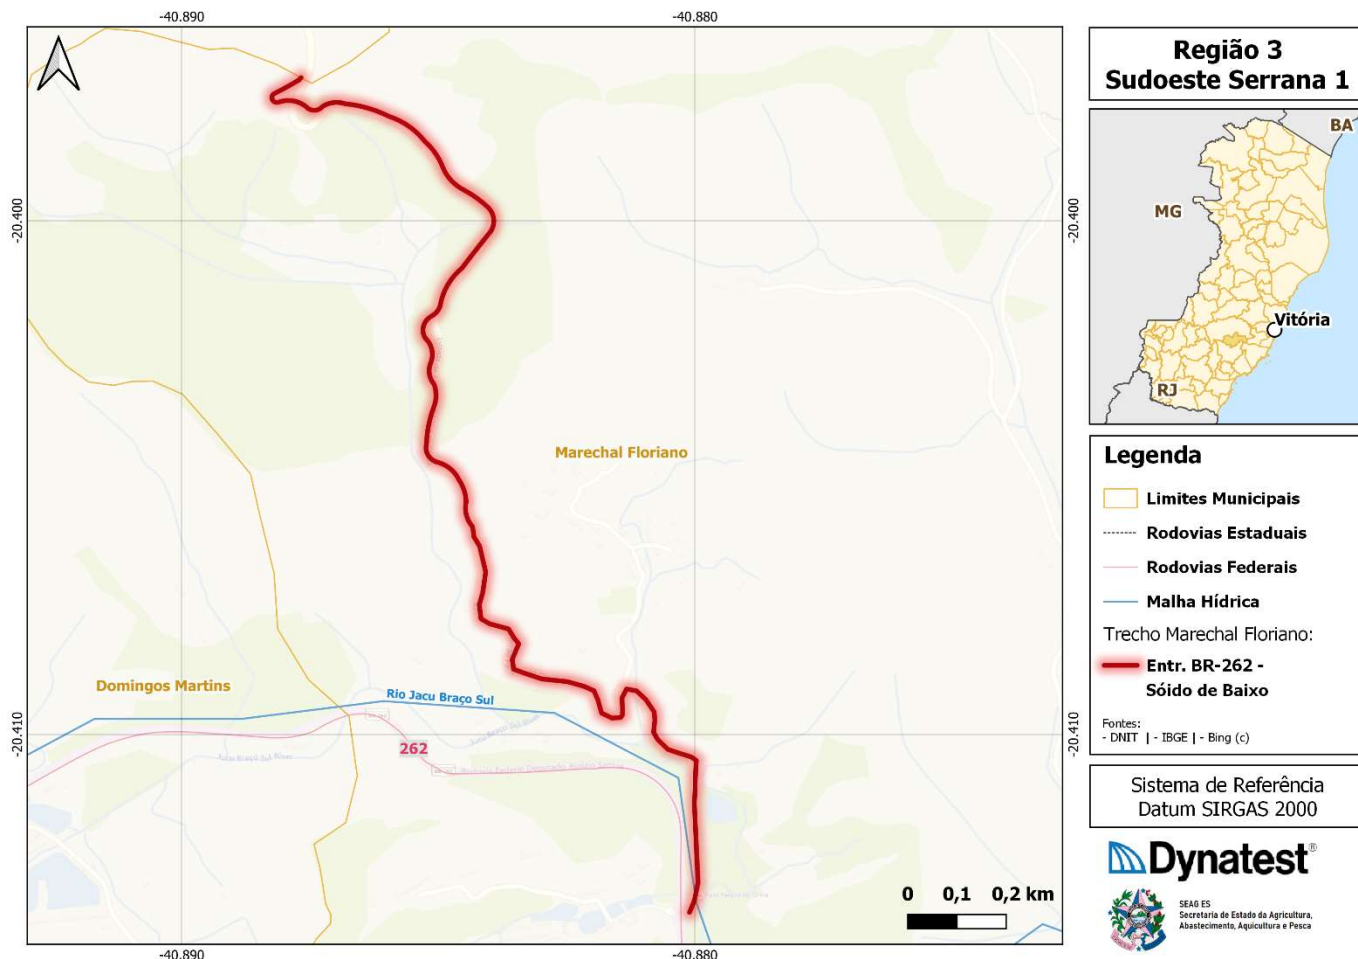 -40.890
-40.880
-20.400
-20.400
Marechal Floriano
Domingos Martins
Rio Jacu Braço Sul
262
-20.410
-20.410
0 0,1 0,2 km
-40.890
-40.880
Região 3
Sudoeste Serrana 1
BA
MG
Vitória
RJ
Legenda
Limites Municipais
Rodovias Estaduais
Rodovias Federais
Malha Hídrica
Trecho Marechal Floriano:
Entr. BR-262 -
Sóido de Baixo
Fontes:
- DNIT | - IBGE | - Bing (c)
Sistema de Referência
Datum SIRGAS 2000
Dynatest®
SEAG ES
Secretaria de Estado da Agricultura,
Abastecimento, Aquicultura e Pesca